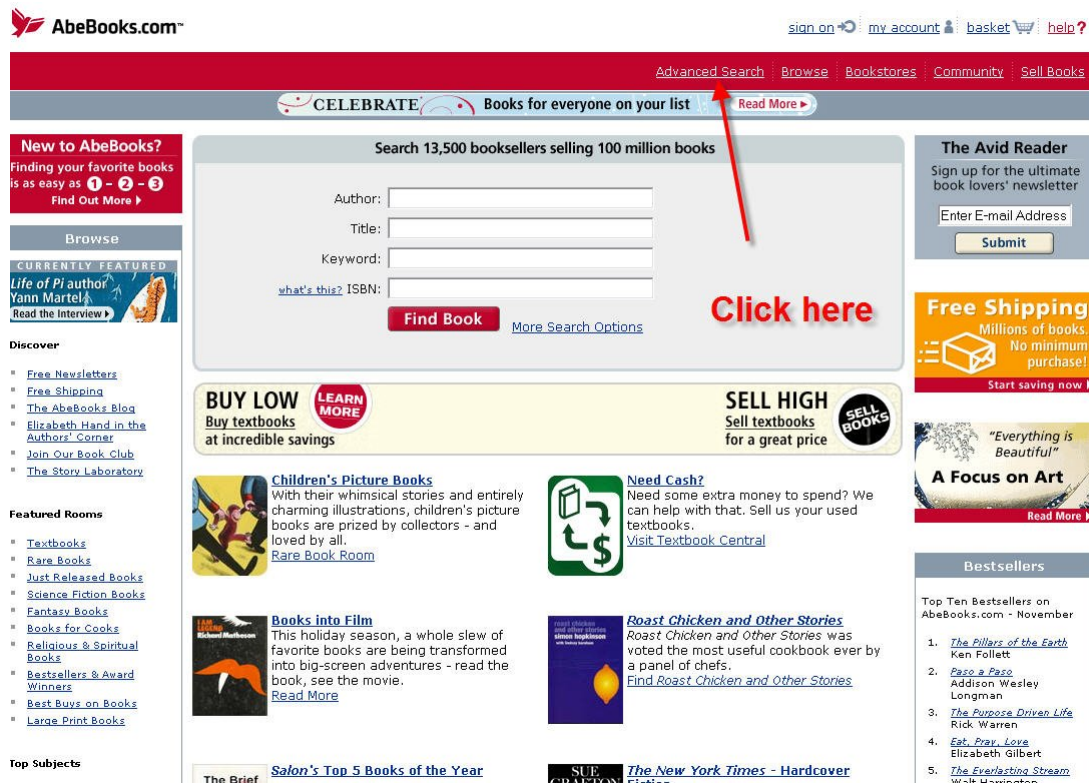 AbeBooks.com™
sign on my account basket help?
Advanced Search Browse Bookstores Community Sell Books
CELEBRATE Books for everyone on your list Read More
New to AbeBooks?
Finding your favorite books
is as easy as 1 - 2 - 3
Find Out More
Browse
CURRENTLY FEATURED
Life of Pi author
Yann Martel
Read the Interview
Discover
Free Newsletters
Free Shipping
The AbeBooks Blog
Elizabeth Hand in the
Authors' Corner
Join Our Book Club
The Story Laboratory
Featured Rooms
Textbooks
Rare Books
Just Released Books
Science Fiction Books
Fantasy Books
Books for Cooks
Religious & Spiritual
Books
Bestsellers & Award
Winners
Best Buys on Books
Large Print Books
Top Subjects
Search 13,500 booksellers selling 100 million books
Author:
Title:
Keyword:
what's this? ISBN:
Find Book More Search Options
Click here
BUY LOW
Buy textbooks
at incredible savings
LEARN
MORE
SELL HIGH
Sell textbooks
for a great price
SELL
BOOKS
Children's Picture Books
With their whimsical stories and entirely
charming illustrations, children's picture
books are prized by collectors - and
loved by all.
Rare Book Room
Need Cash?
Need some extra money to spend? We
can help with that. Sell us your used
textbooks.
Visit Textbook Central
I AM
LEGEND
Richard Matheson
Books into Film
This holiday season, a whole slew of
favorite books are being transformed
into big-screen adventures - read the
book, see the movie.
Read More
roast chicken
and other stories
simon hopkinson
Roast Chicken and Other Stories
Roast Chicken and Other Stories was
voted the most useful cookbook ever by
a panel of chefs.
Find Roast Chicken and Other Stories
The Brief
Salon's Top 5 Books of the Year
SUE
GRAFTON
The New York Times - Hardcover
Fiction
The Avid Reader
Sign up for the ultimate
book lovers' newsletter
Enter E-mail Address
Submit
Free Shipping
Millions of books.
No minimum
purchase!
Start saving now
"Everything is
Beautiful"
A Focus on Art
Read More
Bestsellers
Top Ten Bestsellers on
AbeBooks.com - November
1. The Pillars of the Earth
Ken Follett
2. Paso a Paso
Addison Wesley
Longman
3. The Purpose Driven Life
Rick Warren
4. Eat, Pray, Love
Elizabeth Gilbert
5. The Everlasting Stream
Walt Harrington